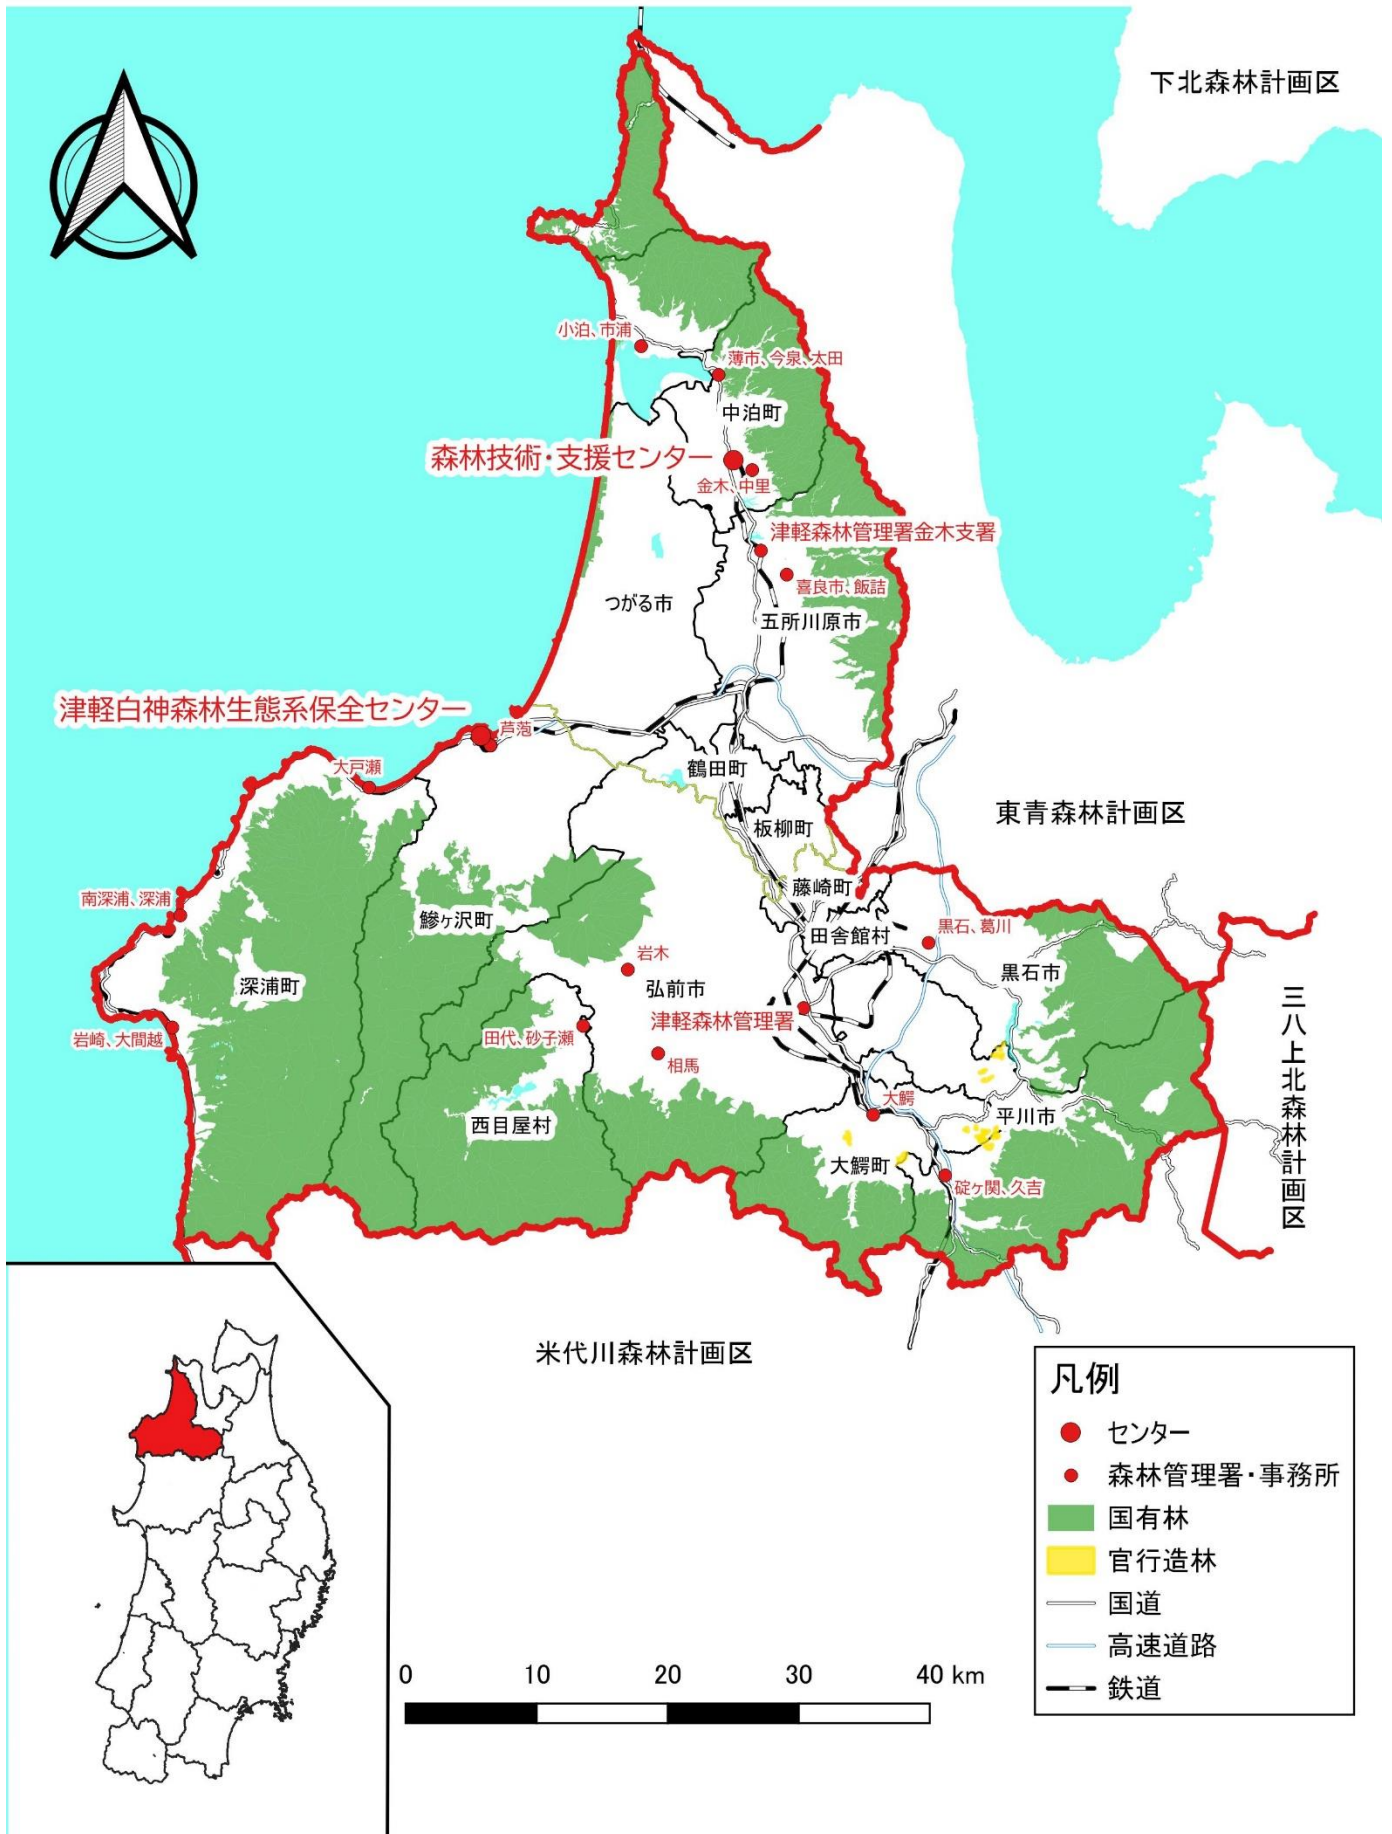 下北森林計画区
小泊、市浦
薄市、今泉、太田
中泊町
森林技術・支援センター
金木、中里
津軽森林管理署金木支署
喜良市、飯詰
つがる市
五所川原市
津軽白神森林生態系保全センター
芦萢
大戸瀬
鶴田町
東青森林計画区
板柳町
藤崎町
南深浦、深浦
鰺ヶ沢町
田舎館村
黒石、葛川
岩木
黒石市
深浦町
弘前市
三八上北森林計画区
津軽森林管理署
岩崎、大間越
田代、砂子瀬
相馬
大鰐
西目屋村
平川市
大鰐町
碇ヶ関、久吉
米代川森林計画区
凡例
センター
森林管理署・事務所
国有林
官行造林
国道
高速道路
鉄道
0 10 20 30 40 km